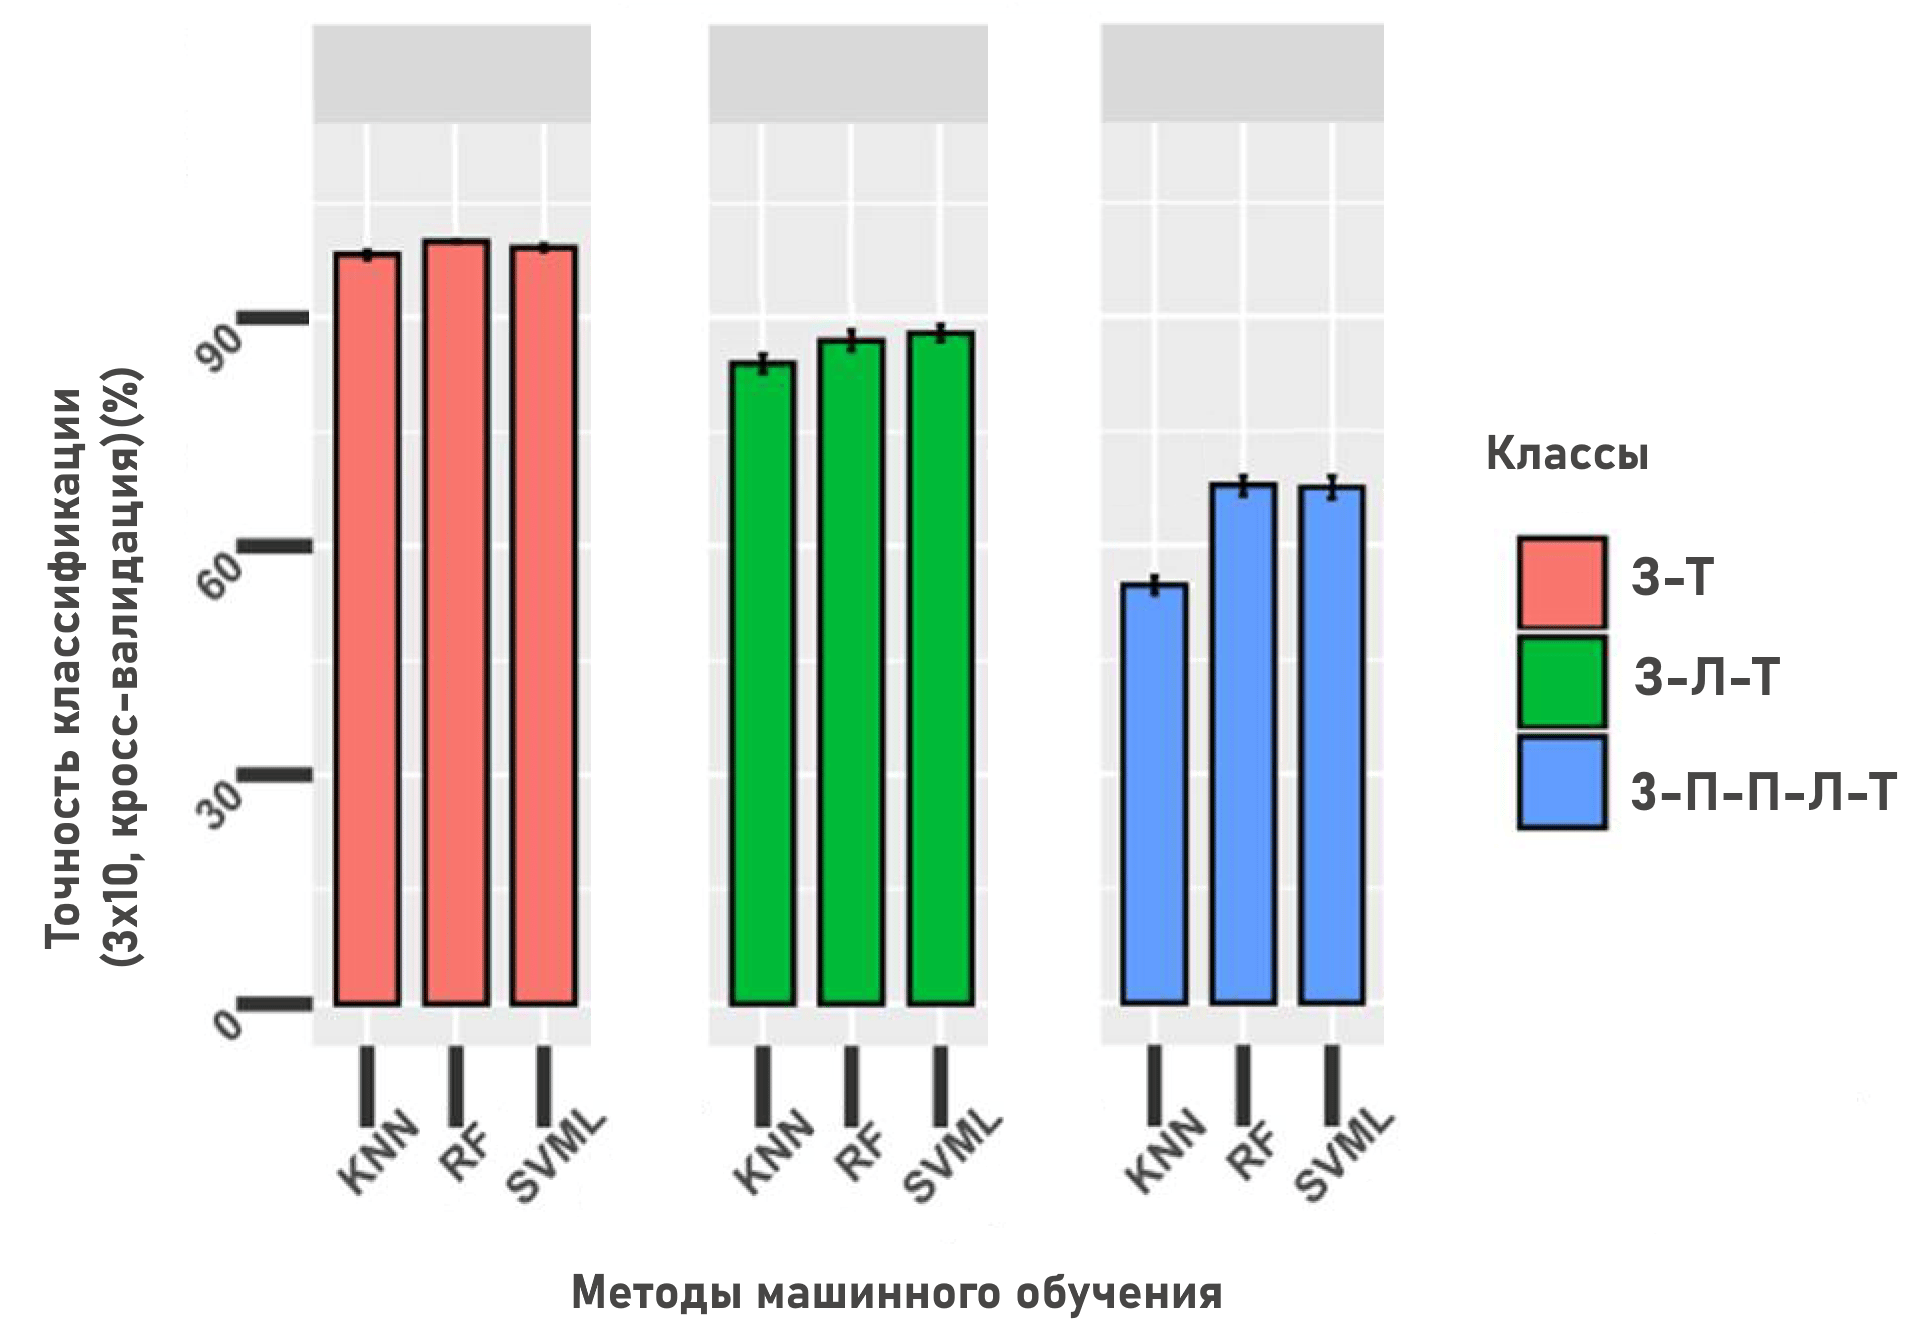 Точность классификации
(3x10, кросс-валидация)(%)
90
60
30
0
KNN
RF
SVML
KNN
RF
SVML
KNN
RF
SVML
Методы машинного обучения
Классы
З-Т
З-Л-Т
З-П-П-Л-Т